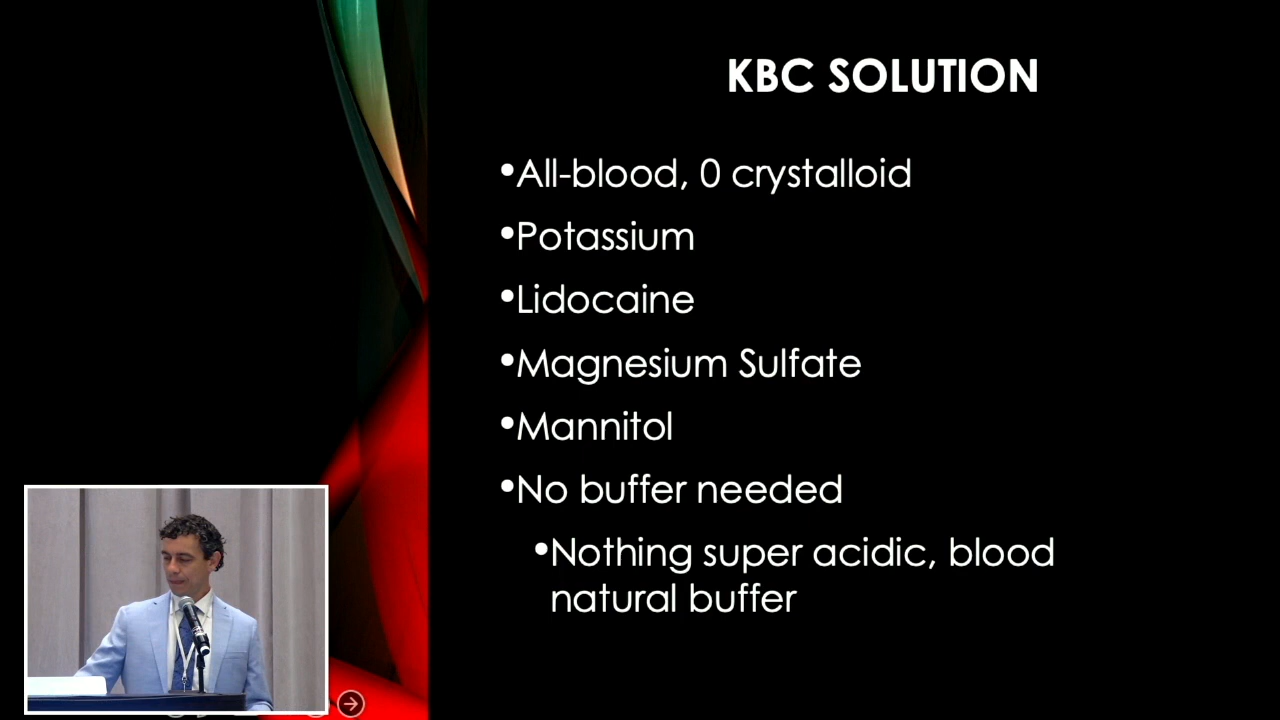 KBC SOLUTION
•All-blood, 0 crystalloid
•Potassium
•Lidocaine
•Magnesium Sulfate
•Mannitol
•No buffer needed
•Nothing super acidic, blood
natural buffer